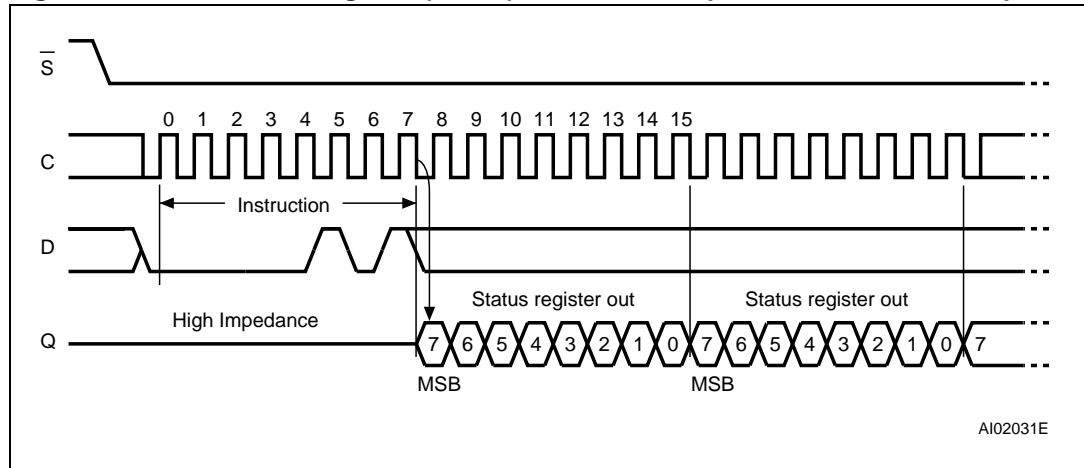 S
0 1 2 3 4 5 6 7 8 9 10 11 12 13 14 15
C
Instruction
D
Status register out Status register out
High Impedance
Q
7 6 5 4 3 2 1 0 7 6 5 4 3 2 1 0 7
MSB MSB
AI02031E